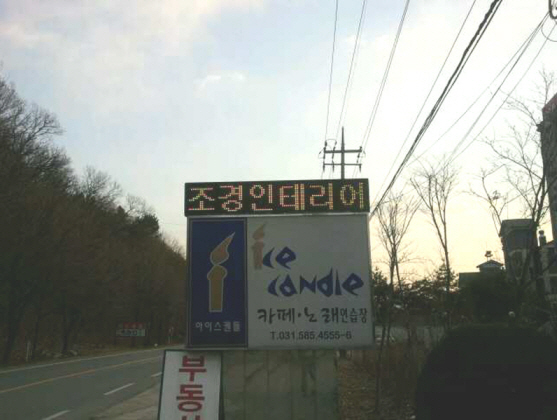 조경인테리어
ice
candle
아이스캔들
카페·노래연습장
T.031.585.4555-6
부동